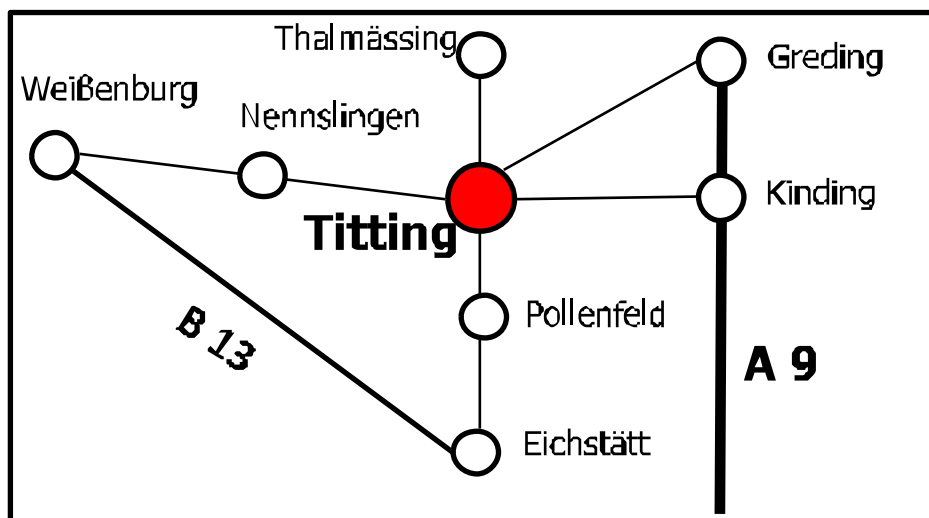 Thalmässing
Greding
Weißenburg
Nennslingen
Kinding
Titting
Pollenfeld
B 13
A 9
Eichstätt